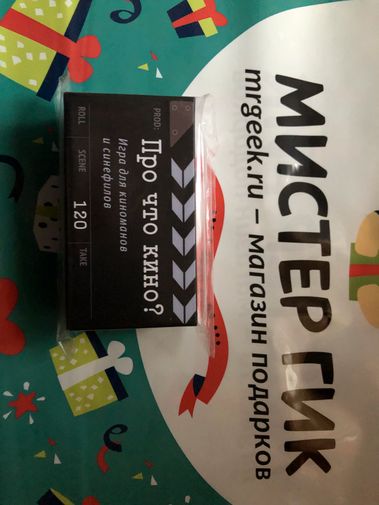 PROD:
Про что кино?
Игра для киноманов
и синефилов
ROLL
SCENE
120
TAKE
МИСТЕР ГИК
mrgeek.ru – магазин подарков